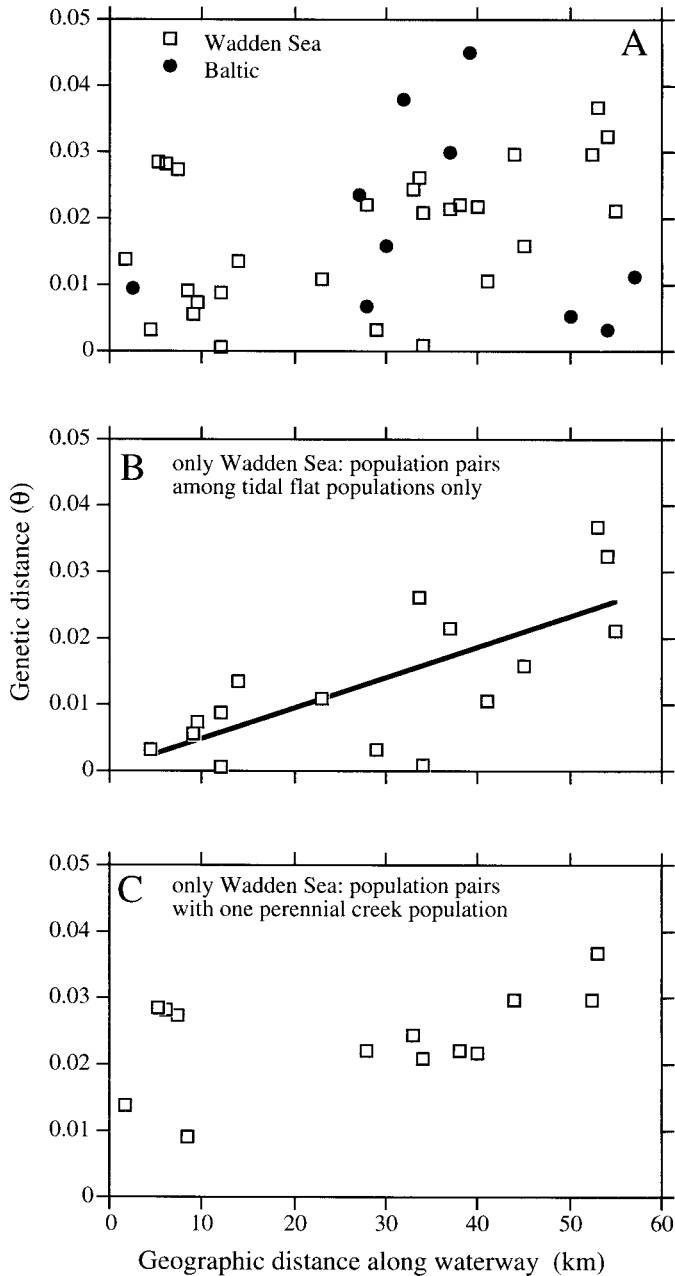 0.05
Wadden Sea
Baltic
A
0.04
0.03
0.02
0.01
0
Genetic distance (θ)
0.05
B
only Wadden Sea: population pairs
among tidal flat populations only
0.04
0.03
0.02
0.01
0
0.05
C
only Wadden Sea: population pairs
with one perennial creek population
0.04
0.03
0.02
0.01
0
0 10 20 30 40 50 60
Geographic distance along waterway (km)